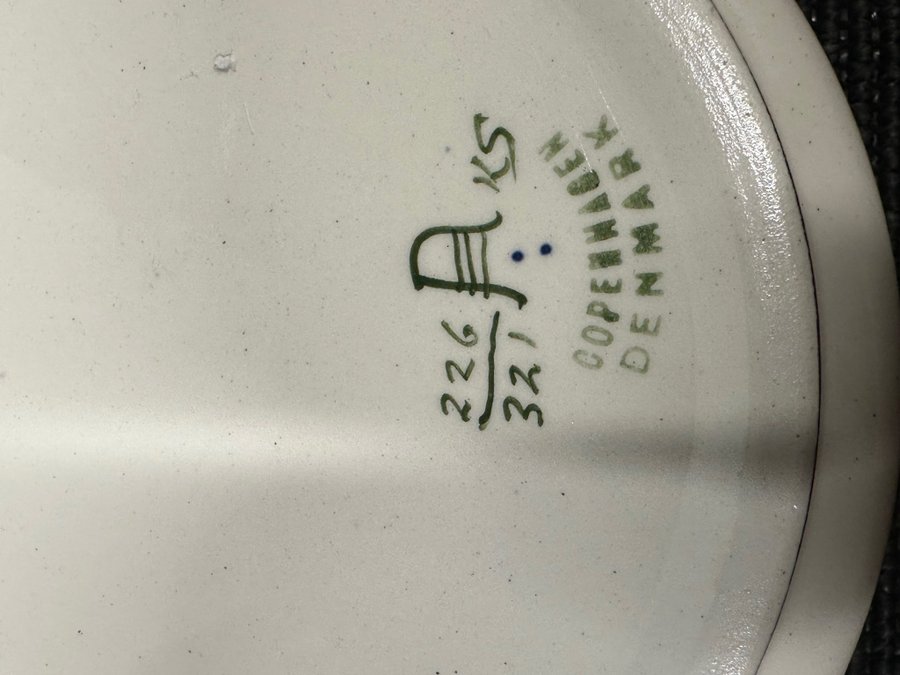 226 A KS
321
COPENHAGEN
DENMARK